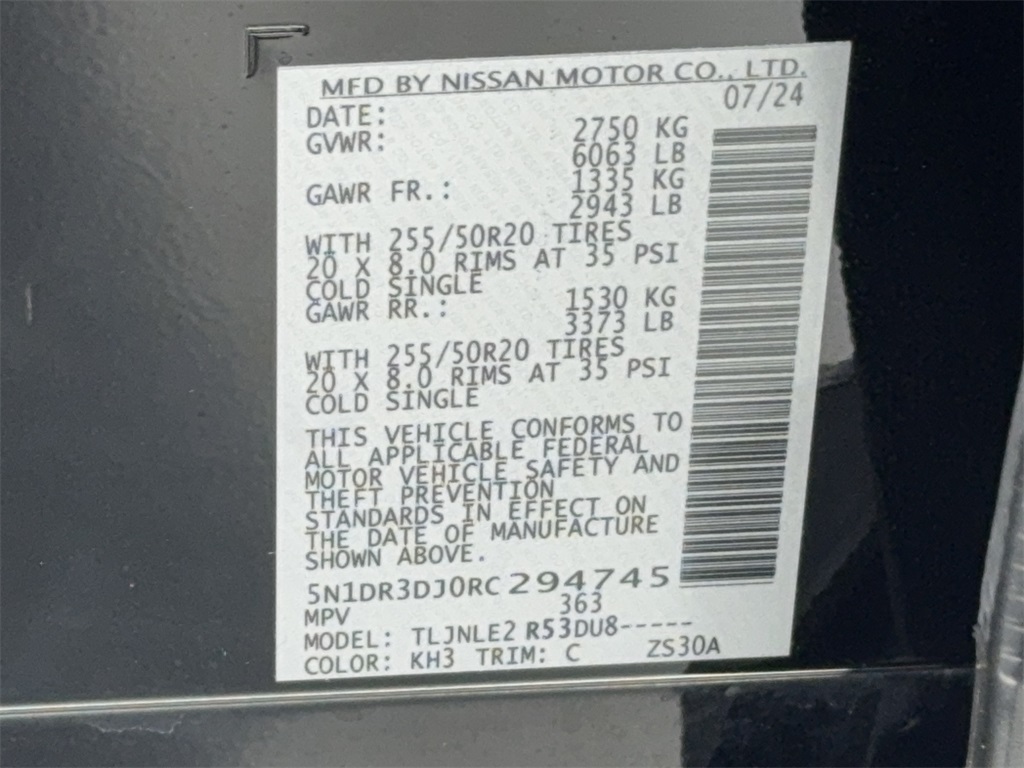 MFD BY NISSAN MOTOR CO., LTD.
DATE: 07/24
GVWR: 2750 KG
6063 LB
GAWR FR.: 1335 KG
2943 LB
WITH 255/50R20 TIRES
20 X 8.0 RIMS AT 35 PSI
COLD SINGLE
GAWR RR.: 1530 KG
3373 LB
WITH 255/50R20 TIRES
20 X 8.0 RIMS AT 35 PSI
COLD SINGLE
THIS VEHICLE CONFORMS TO
ALL APPLICABLE FEDERAL
MOTOR VEHICLE SAFETY AND
THEFT PREVENTION
STANDARDS IN EFFECT ON
THE DATE OF MANUFACTURE
SHOWN ABOVE.
5N1DR3DJ0RC294745
MPV 363
MODEL: TLJNLE2 R53DU8-----
COLOR: KH3 TRIM: C ZS30A